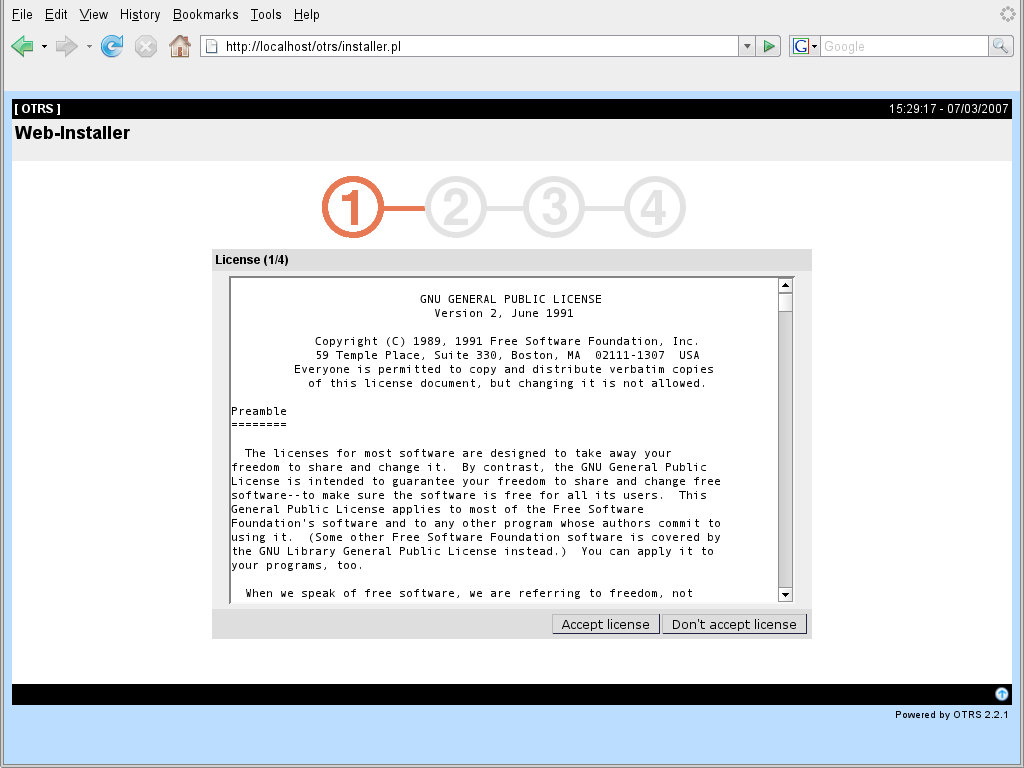 File Edit View History Bookmarks Tools Help
http://localhost/otrs/installer.pl
G Google
[ OTRS ] 15:29:17 - 07/03/2007
Web-Installer
1 2 3 4
License (1/4)
GNU GENERAL PUBLIC LICENSE
Version 2, June 1991
Copyright (C) 1989, 1991 Free Software Foundation, Inc.
59 Temple Place, Suite 330, Boston, MA  02111-1307  USA
Everyone is permitted to copy and distribute verbatim copies
of this license document, but changing it is not allowed.
Preamble
========
The licenses for most software are designed to take away your
freedom to share and change it.  By contrast, the GNU General Public
License is intended to guarantee your freedom to share and change free
software--to make sure the software is free for all its users.  This
General Public License applies to most of the Free Software
Foundation's software and to any other program whose authors commit to
using it.  (Some other Free Software Foundation software is covered by
the GNU Library General Public License instead.)  You can apply it to
your programs, too.
When we speak of free software, we are referring to freedom, not
Accept license Don't accept license
Powered by OTRS 2.2.1